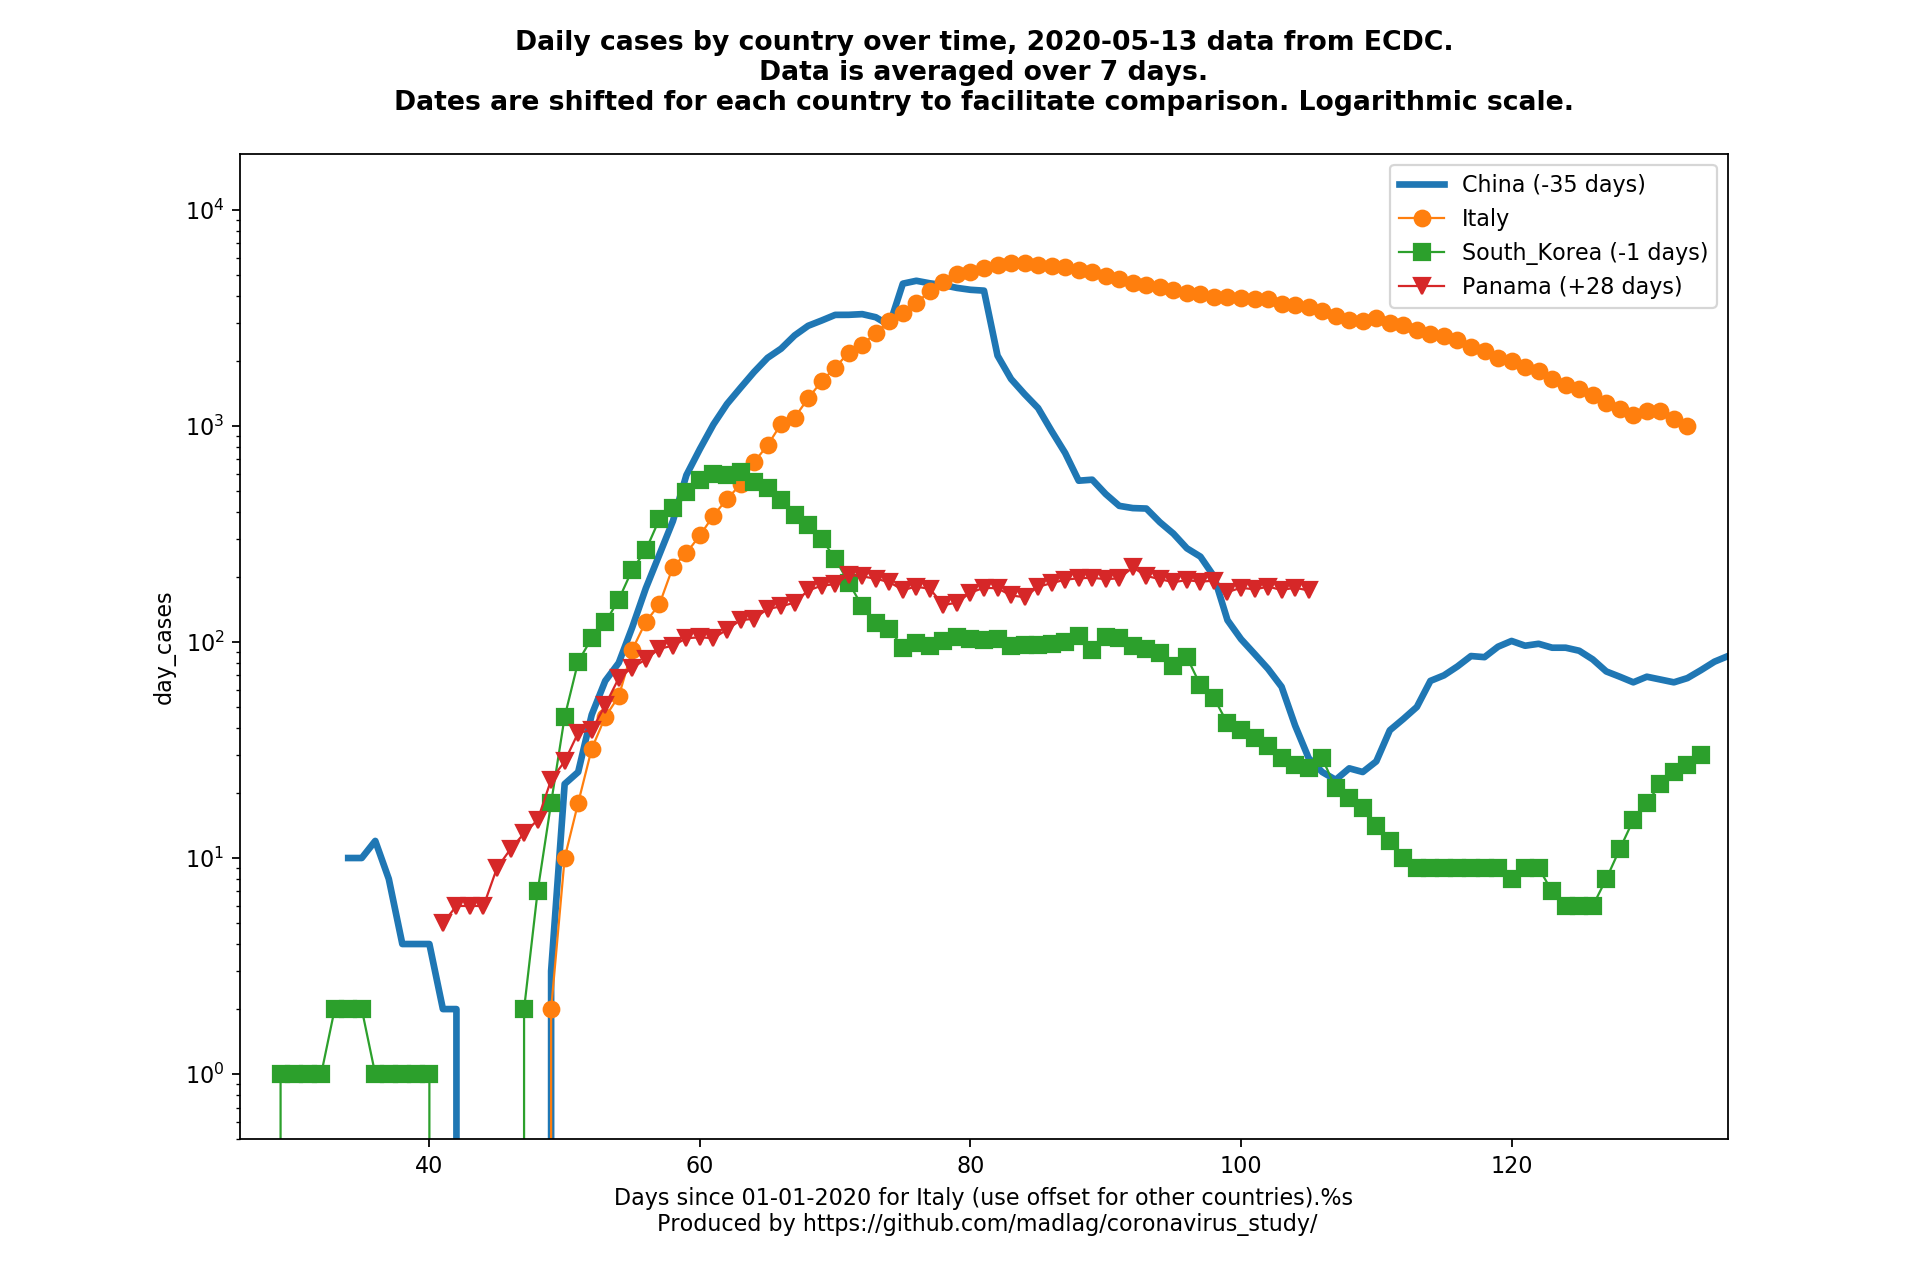 Daily cases by country over time, 2020-05-13 data from ECDC.
Data is averaged over 7 days.
Dates are shifted for each country to facilitate comparison. Logarithmic scale.
China (-35 days)
Italy
South_Korea (-1 days)
Panama (+28 days)
10^4
10^3
10^2
10^1
10^0
day_cases
40 60 80 100 120
Days since 01-01-2020 for Italy (use offset for other countries).%s
Produced by https://github.com/madlag/coronavirus_study/